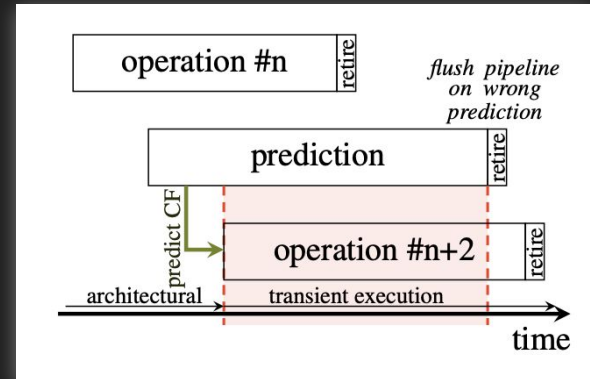 operation #n
retire
flush pipeline
on wrong
prediction
prediction
retire
predict CF
operation #n+2
retire
architectural
transient execution
time